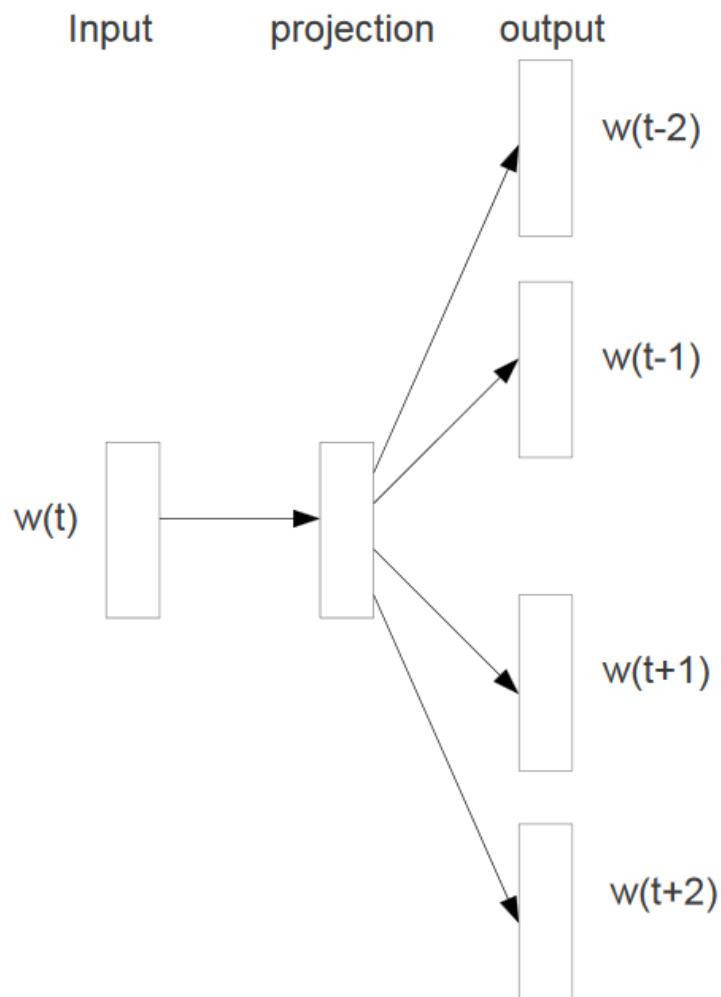 Input projection output
w(t-2)
w(t-1)
w(t)
w(t+1)
w(t+2)